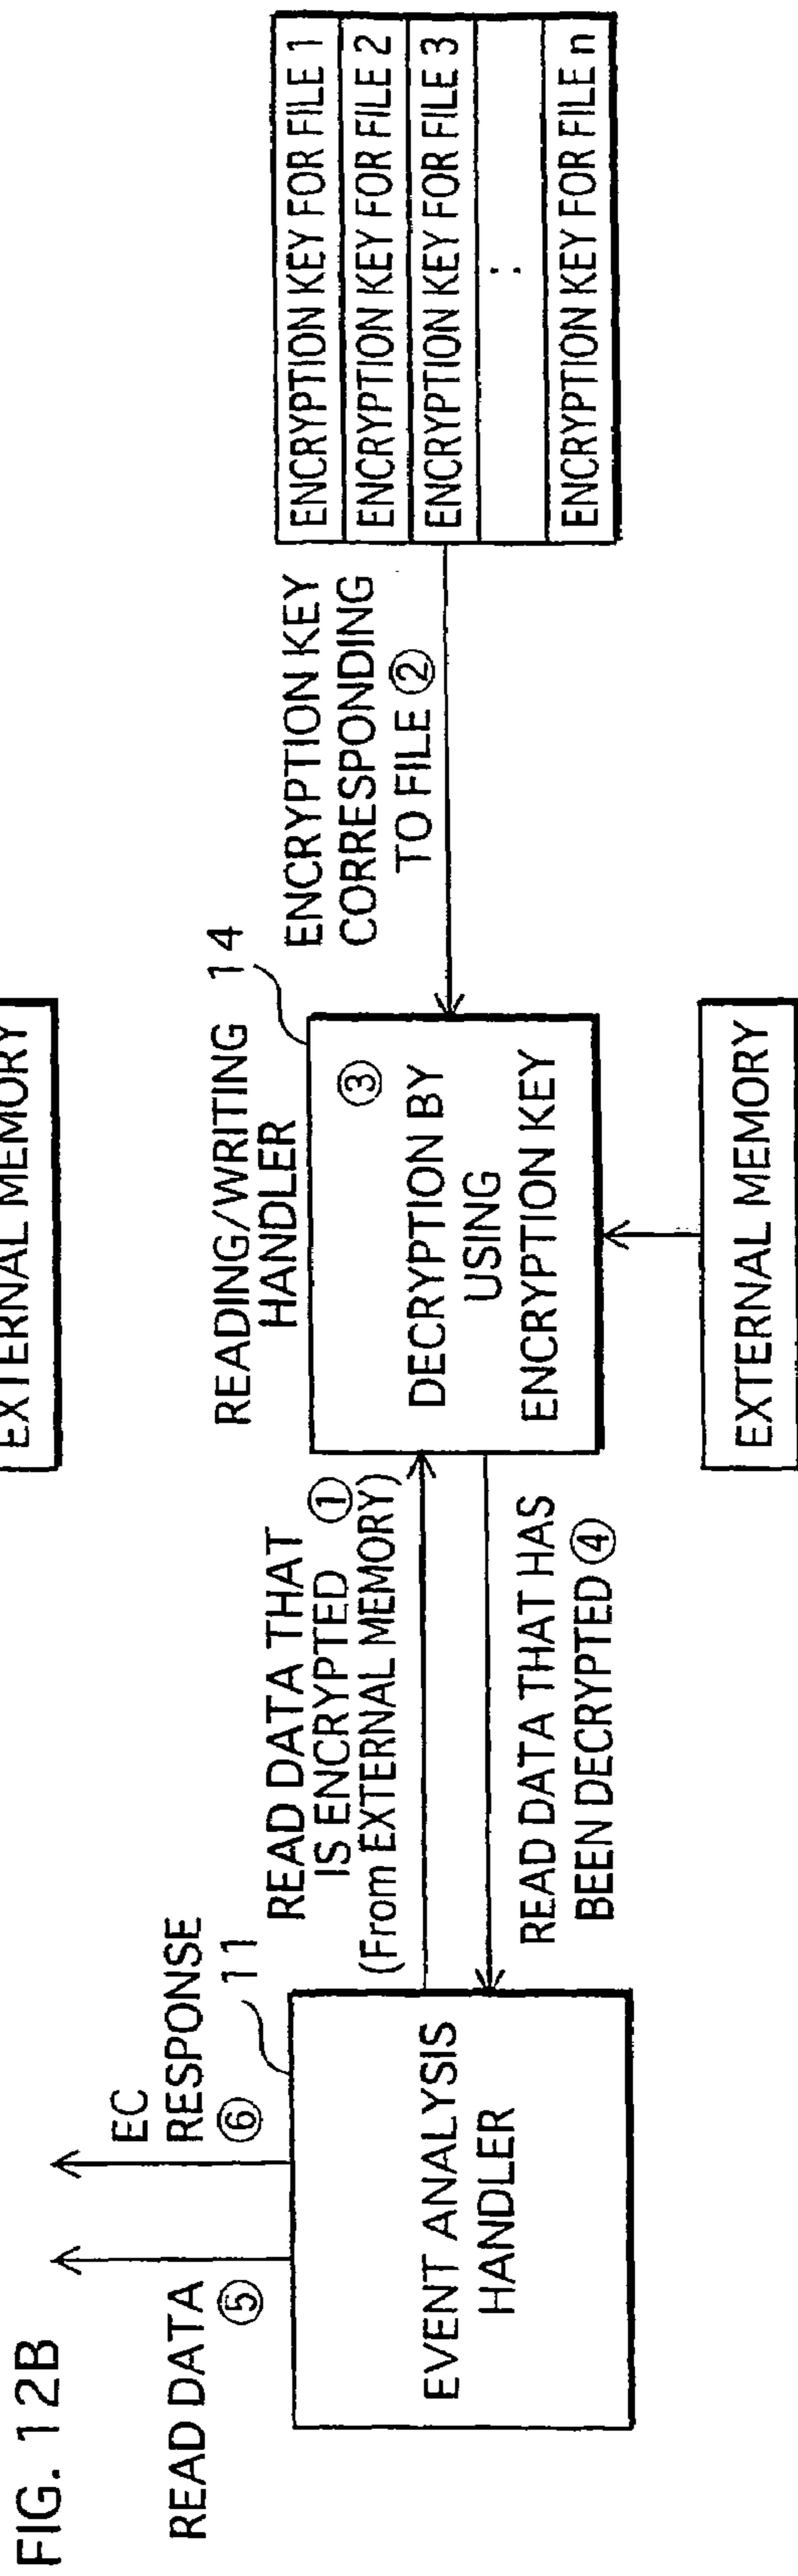 EXTERNAL MEMORY
FIG. 12B
READ DATA
⑤
EC
RESPONSE
⑥
11
EVENT ANALYSIS
HANDLER
READ DATA THAT
IS ENCRYPTED ①
(From EXTERNAL MEMORY)
READ DATA THAT HAS
BEEN DECRYPTED ④
READING/WRITING
HANDLER
14
③
DECRYPTION BY
USING
ENCRYPTION KEY
EXTERNAL MEMORY
ENCRYPTION KEY
CORRESPONDING
TO FILE ②
ENCRYPTION KEY FOR FILE 1
ENCRYPTION KEY FOR FILE 2
ENCRYPTION KEY FOR FILE 3
:
ENCRYPTION KEY FOR FILE n